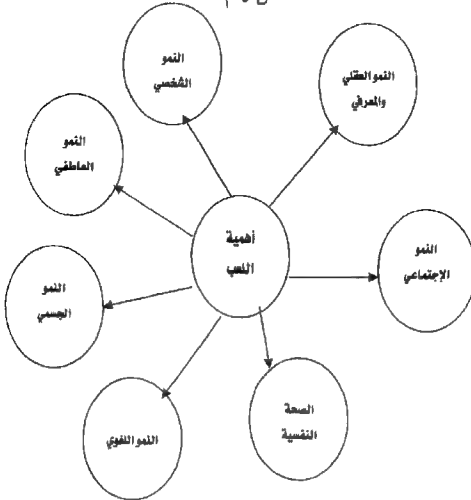 النمو
الشخصي
النمو العقلي
والمعرفي
النمو
العاطفي
أهمية
اللعب
النمو
الإجتماعي
النمو
الجسمي
الصحة
النفسية
النمو اللغوي